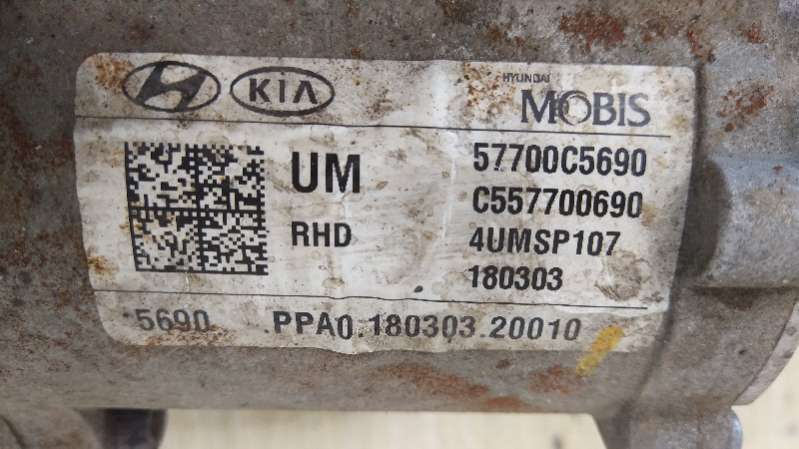 KIA
HYUNDAI
MOBIS
UM
57700C5690
C557700690
RHD
4UMSP107
180303
5690
PPA0.180303.20010